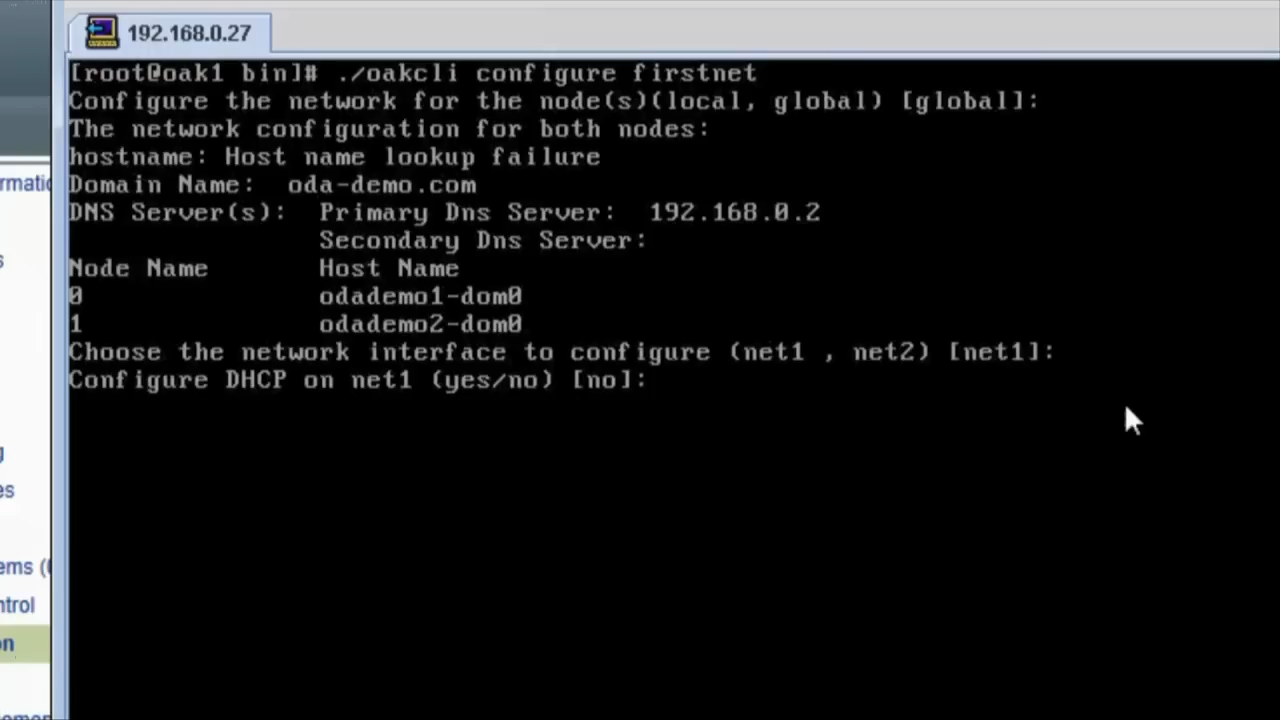 192.168.0.27
[root@oak1 bin]# ./oakcli configure firstnet
Configure the network for the node(s)(local, global) [global]:
The network configuration for both nodes:
hostname: Host name lookup failure
Domain Name:  oda-demo.com
DNS Server(s):  Primary Dns Server:  192.168.0.2
Secondary Dns Server:
Node Name       Host Name
0               odademo1-dom0
1               odademo2-dom0
Choose the network interface to configure (net1 , net2) [net1]:
Configure DHCP on net1 (yes/no) [no]: